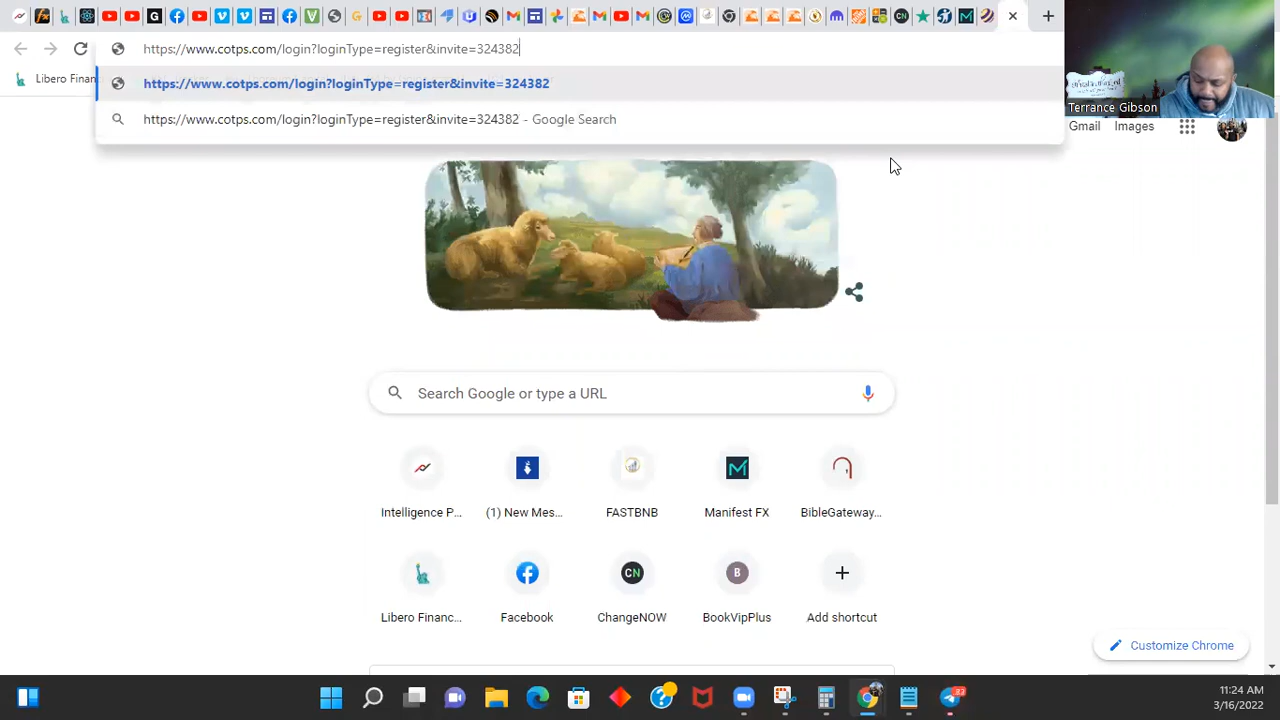 https://www.cotps.com/login?loginType=register&invite=324382
https://www.cotps.com/login?loginType=register&invite=324382
https://www.cotps.com/login?loginType=register&invite=324382 - Google Search
Libero Financ
Terrance Gibson
Gmail Images
Search Google or type a URL
Intelligence P... (1) New Mes... FASTBNB Manifest FX BibleGateway...
Libero Financ... Facebook ChangeNOW BookVipPlus Add shortcut
CN
B
Customize Chrome
83
11:24 AM
3/16/2022